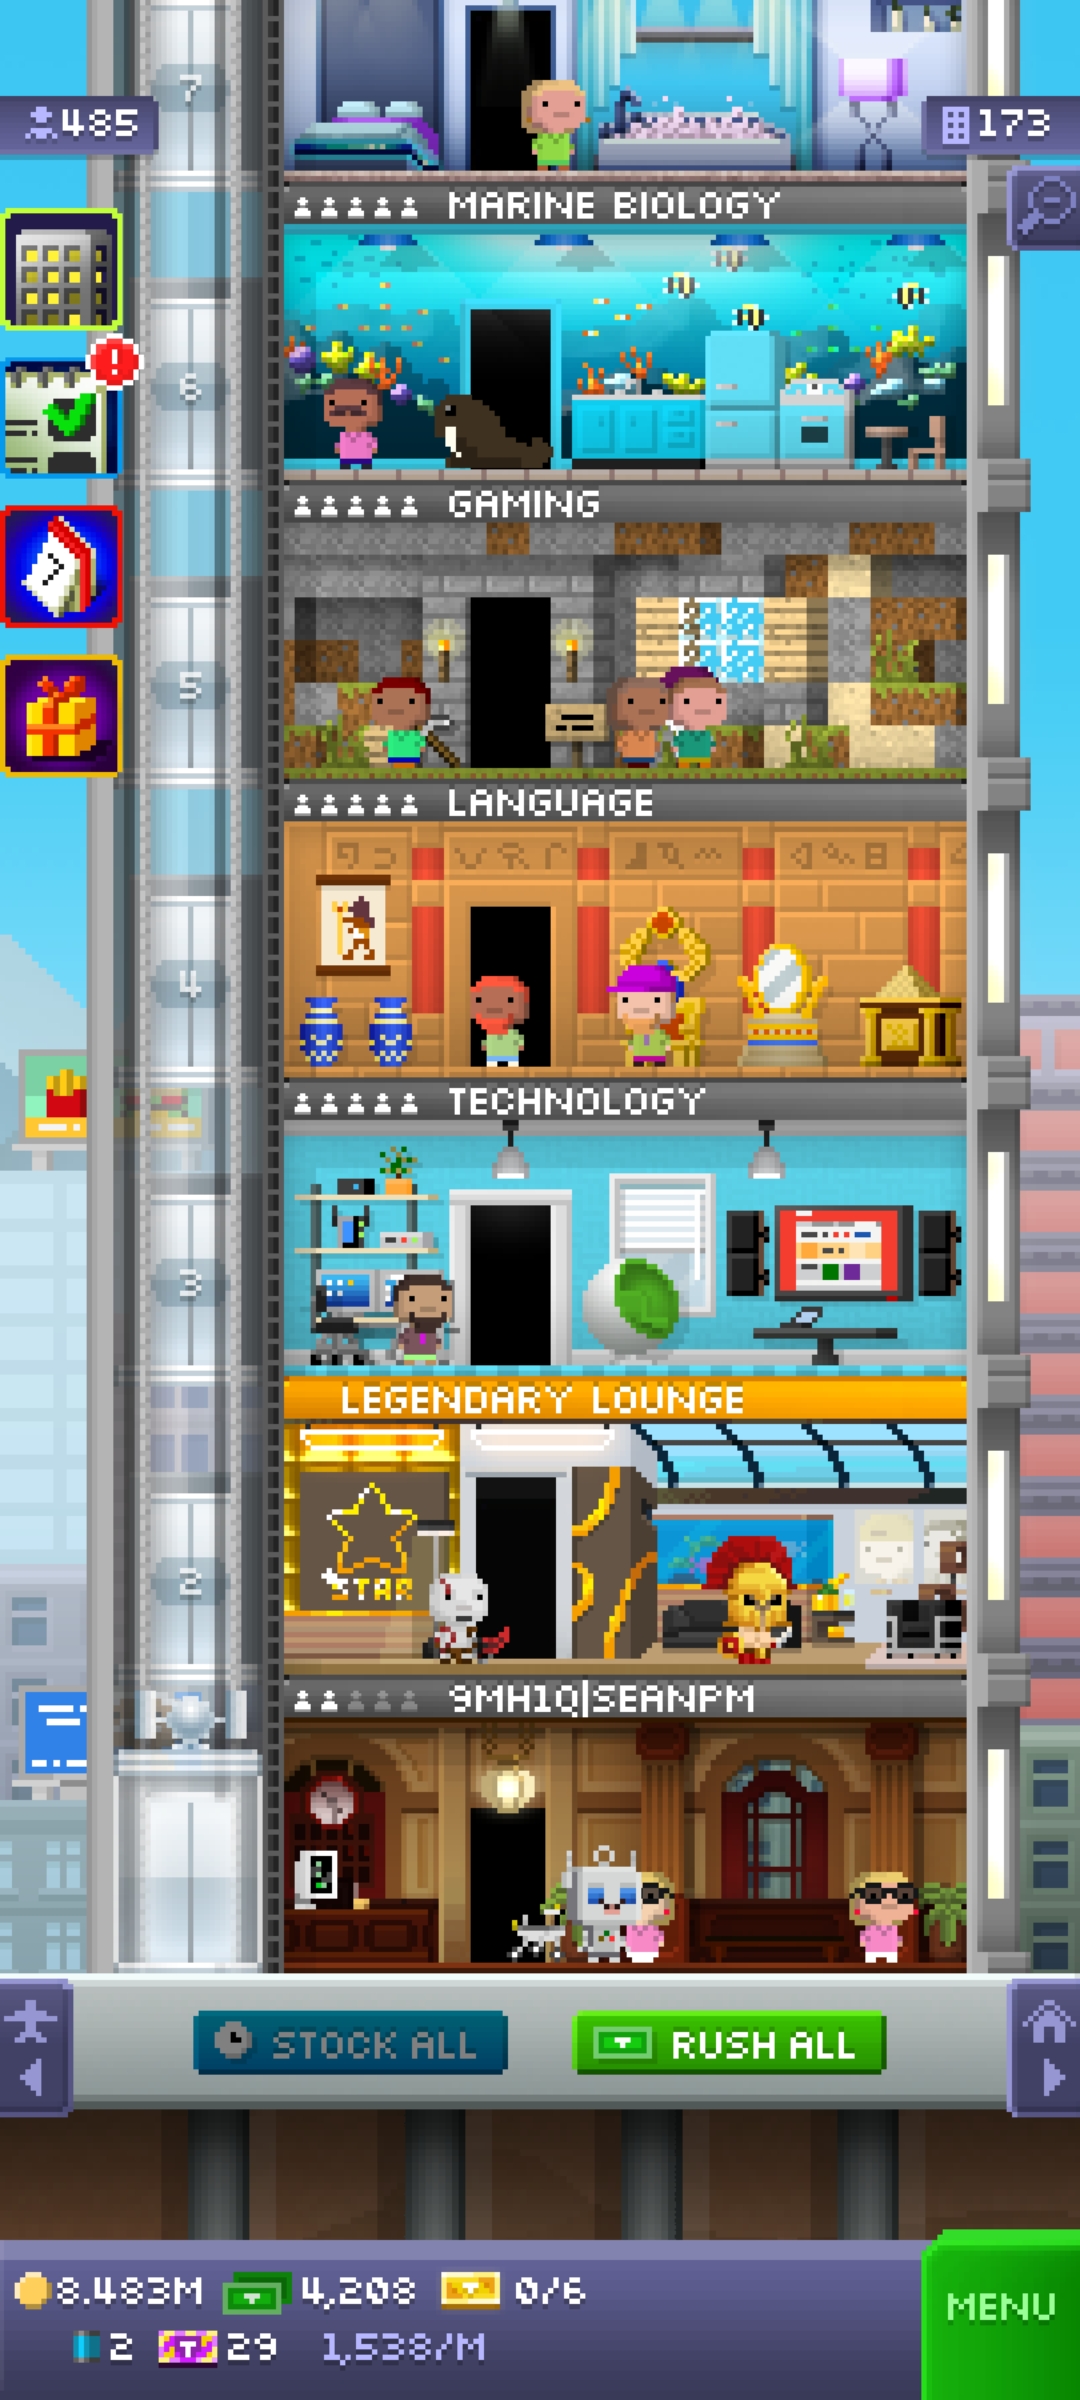 7
485
173
MARINE BIOLOGY
6
GAMING
7
5
LANGUAGE
4
TECHNOLOGY
3
LEGENDARY LOUNGE
2
STAR
9MH1Q|SEANPM
STOCK ALL
RUSH ALL
8.483M 4,208 0/6
MENU
2 29 1,538/M